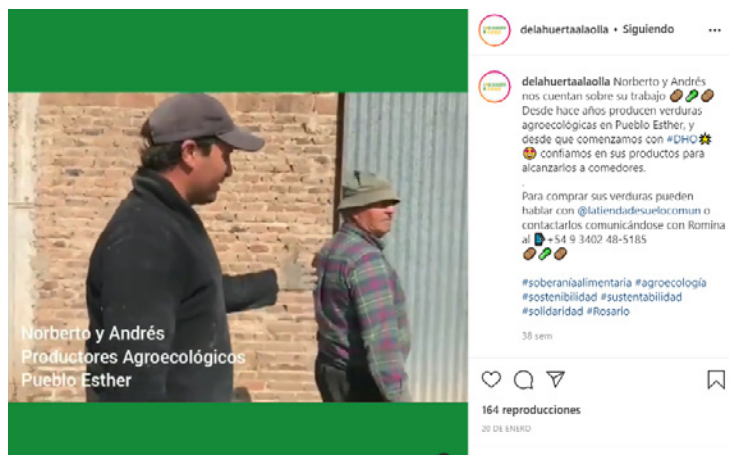 delahuertaalaolla • Siguiendo
delahuertaalaolla Norberto y Andrés
nos cuentan sobre su trabajo 🥔🥒🥔
Desde hace años producen verduras
agroecológicas en Pueblo Esther, y
desde que comenzamos con #DHO💥
🤩 confiamos en sus productos para
alcanzarlos a comedores.
.
Para comprar sus verduras pueden
hablar con @latiendadesuelocomun o
contactarlos comunicándose con Romina
al 📲+54 9 3402 48-5185
🥔🥒🥔
#soberaníaalimentaria #agroecología
#sostenibilidad #sustentabilidad
#solidaridad #Rosario
38 sem
164 reproducciones
20 DE ENERO
Norberto y Andrés
Productores Agroecológicos
Pueblo Esther